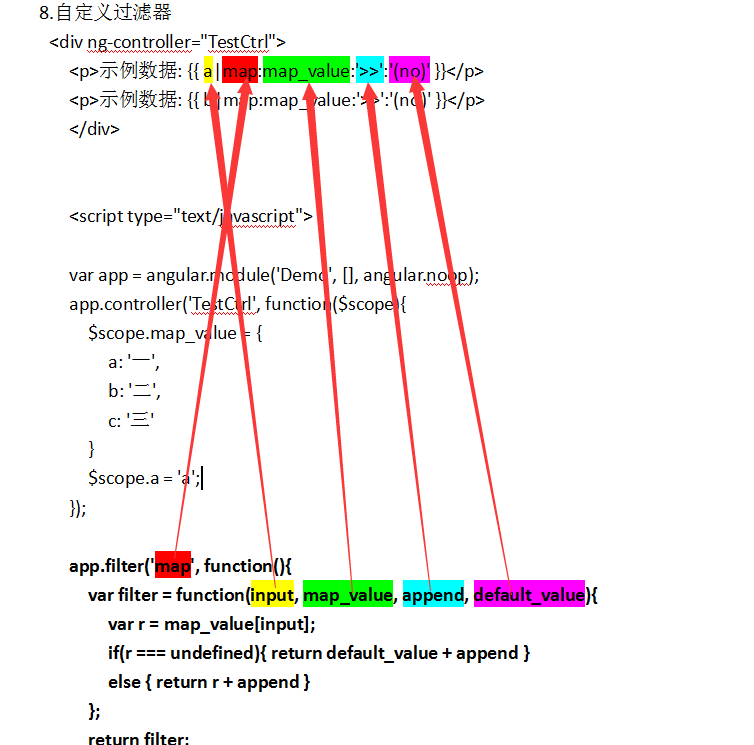 8.自定义过滤器
<div ng-controller="TestCtrl">
<p>示例数据: {{ a|map:map_value:'>>':'(no)' }}</p>
<p>示例数据: {{ b|map:map_value:'>>':'(no)' }}</p>
</div>
<script type="text/javascript">
var app = angular.module('Demo', [], angular.noop);
app.controller('TestCtrl', function($scope){
$scope.map_value = {
a: '一',
b: '二',
c: '三'
}
$scope.a = 'a';
});
app.filter('map', function(){
var filter = function(input, map_value, append, default_value){
var r = map_value[input];
if(r === undefined){ return default_value + append }
else { return r + append }
};
return filter;